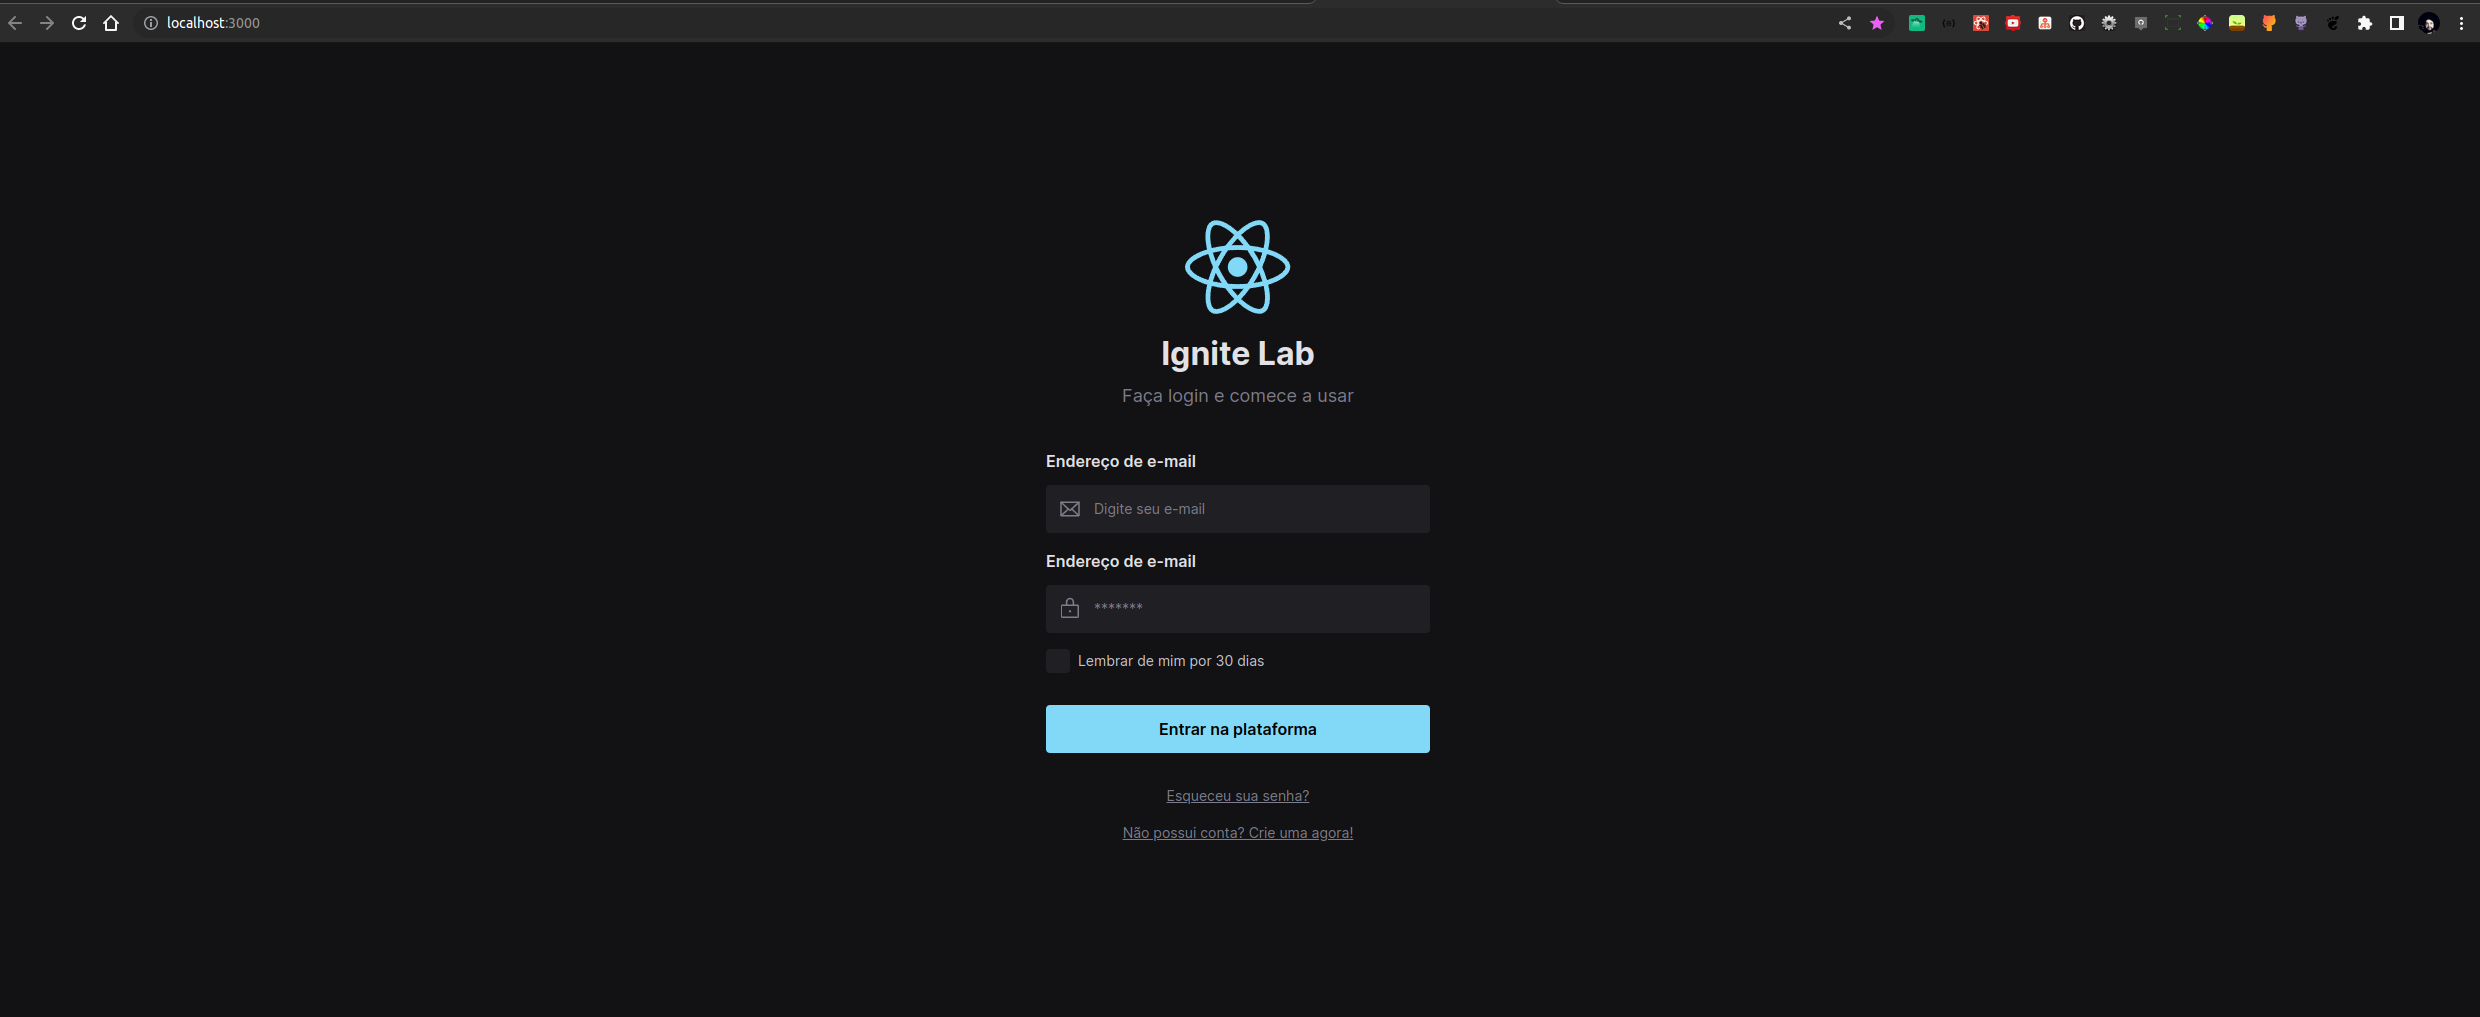 localhost:3000
Ignite Lab
Faça login e comece a usar
Endereço de e-mail
Digite seu e-mail
Endereço de e-mail
*******
Lembrar de mim por 30 dias
Entrar na plataforma
Esqueceu sua senha?
Não possui conta? Crie uma agora!